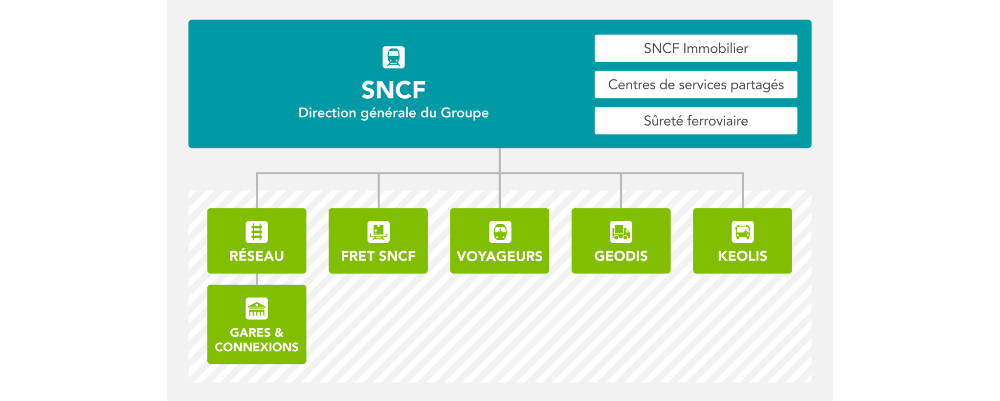 SNCF
Direction générale du Groupe
SNCF Immobilier
Centres de services partagés
Sûreté ferroviaire
RÉSEAU
FRET SNCF
VOYAGEURS
GEODIS
KEOLIS
GARES &
CONNEXIONS